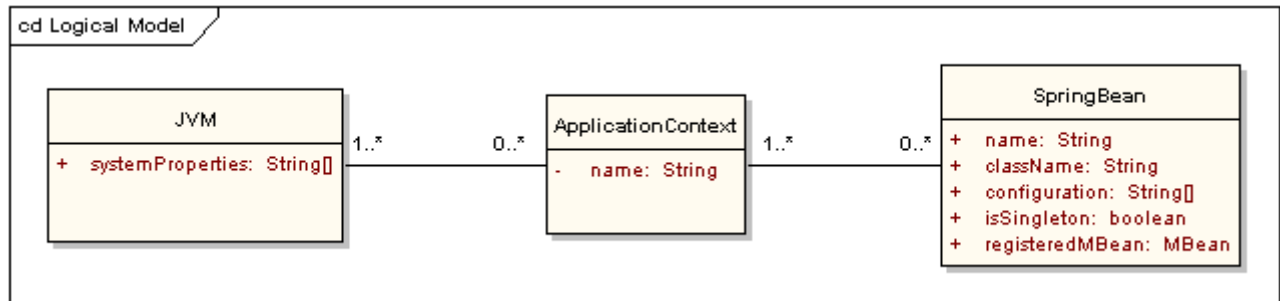 cd Logical Model
JVM
+ systemProperties: String[]
1..*
0..*
ApplicationContext
- name: String
1..*
0..*
SpringBean
+ name: String
+ className: String
+ configuration: String[]
+ isSingleton: boolean
+ registeredMBean: MBean